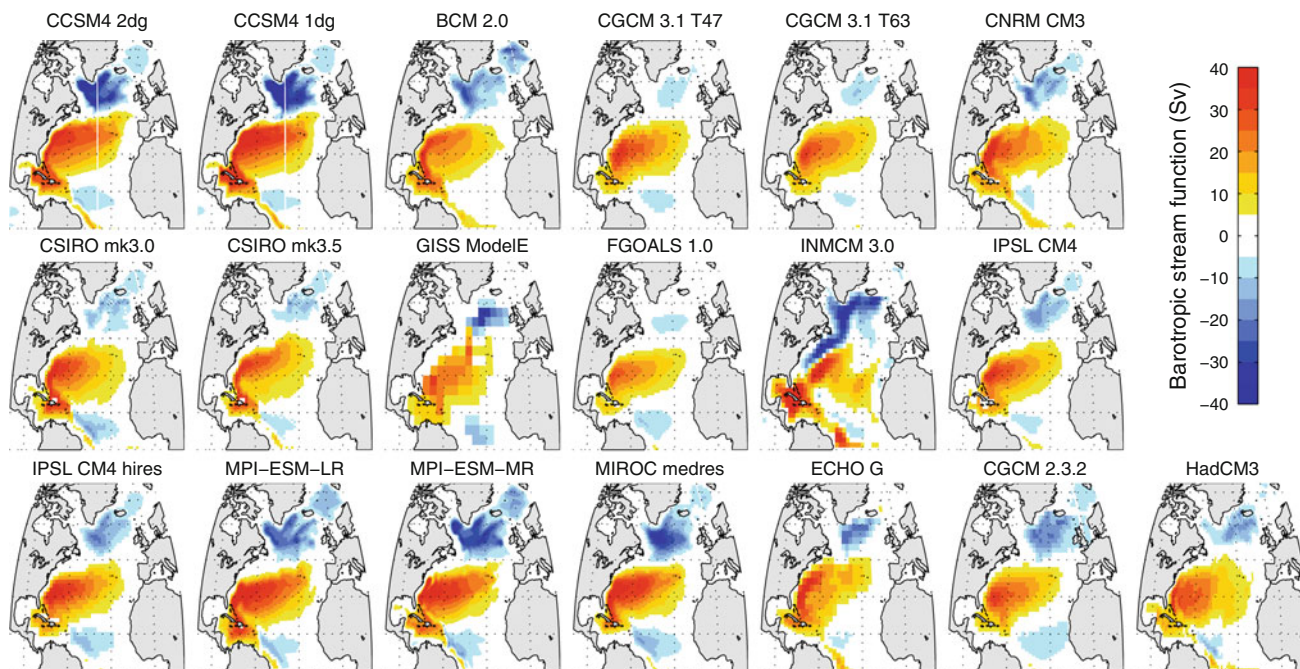 CCSM4 2dg
CCSM4 1dg
BCM 2.0
CGCM 3.1 T47
CGCM 3.1 T63
CNRM CM3
CSIRO mk3.0
CSIRO mk3.5
GISS ModelE
FGOALS 1.0
INMCM 3.0
IPSL CM4
IPSL CM4 hires
MPI–ESM–LR
MPI–ESM–MR
MIROC medres
ECHO G
CGCM 2.3.2
HadCM3
Barotropic stream function (Sv)
40
30
20
10
0
−10
−20
−30
−40